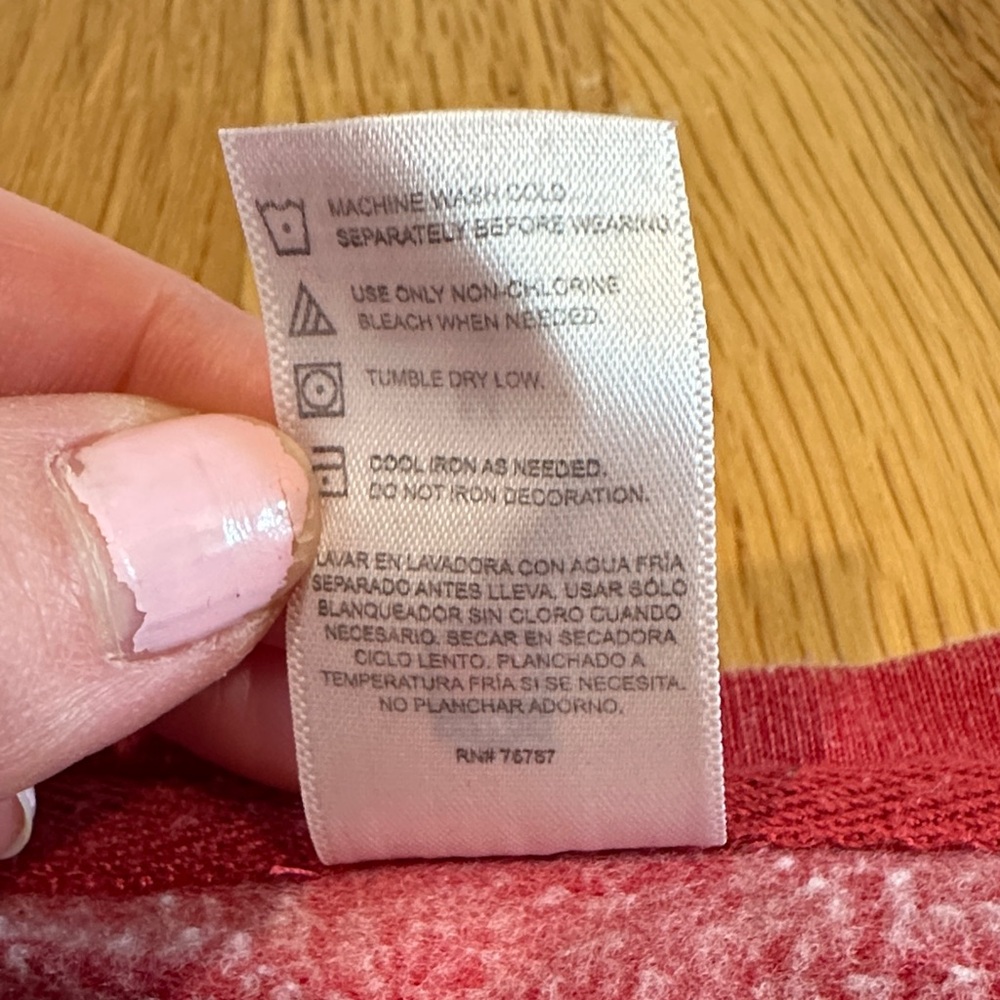 MACHINE WASH COLD
SEPARATELY BEFORE WEARING
USE ONLY NON-CHLORINE
BLEACH WHEN NEEDED.
TUMBLE DRY LOW.
COOL IRON AS NEEDED.
DO NOT IRON DECORATION.
LAVAR EN LAVADORA CON AGUA FRÍA
SEPARADO ANTES LLEVA. USAR SÓLO
BLANQUEADOR SIN CLORO CUANDO
NECESARIO. SECAR EN SECADORA
CICLO LENTO. PLANCHADO A
TEMPERATURA FRÍA SI SE NECESITA.
NO PLANCHAR ADORNO.
RN# 76787